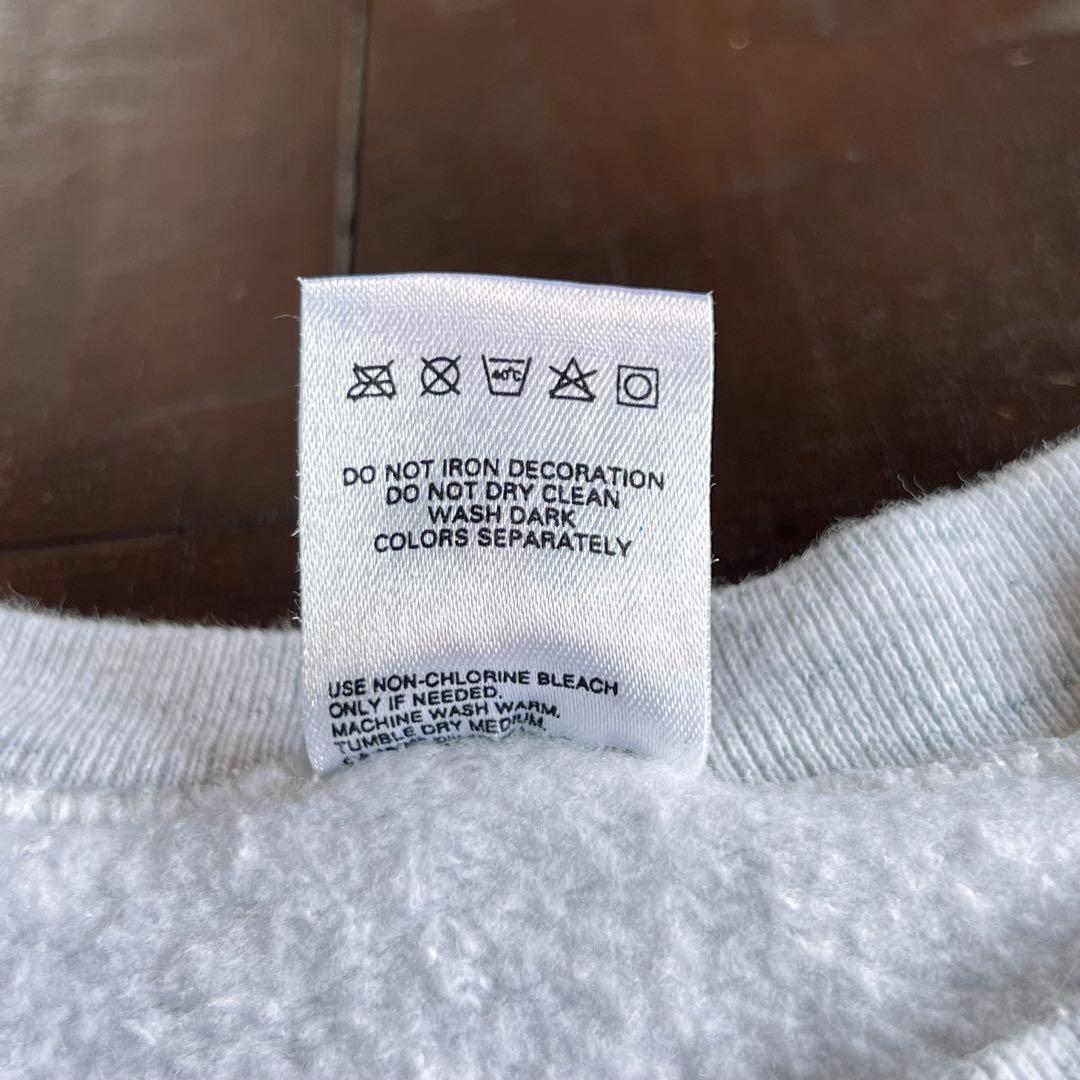 40°C
DO NOT IRON DECORATION
DO NOT DRY CLEAN
WASH DARK
COLORS SEPARATELY
USE NON-CHLORINE BLEACH
ONLY IF NEEDED.
MACHINE WASH WARM.
TUMBLE DRY MEDIUM.